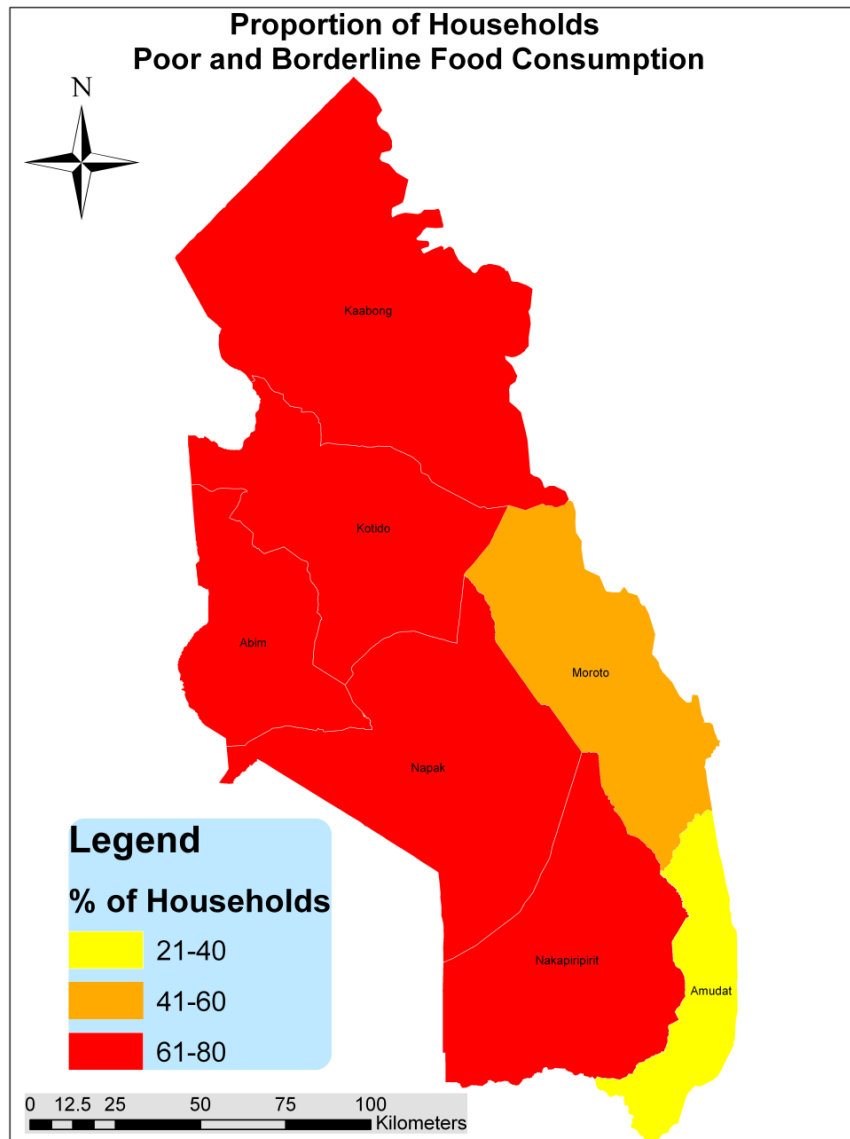 Proportion of Households
Poor and Borderline Food Consumption
N
Kaabong
Kotido
Abim
Moroto
Napak
Nakapiripirit
Amudat
Legend
% of Households
21-40
41-60
61-80
0 12.5 25 50 75 100
Kilometers